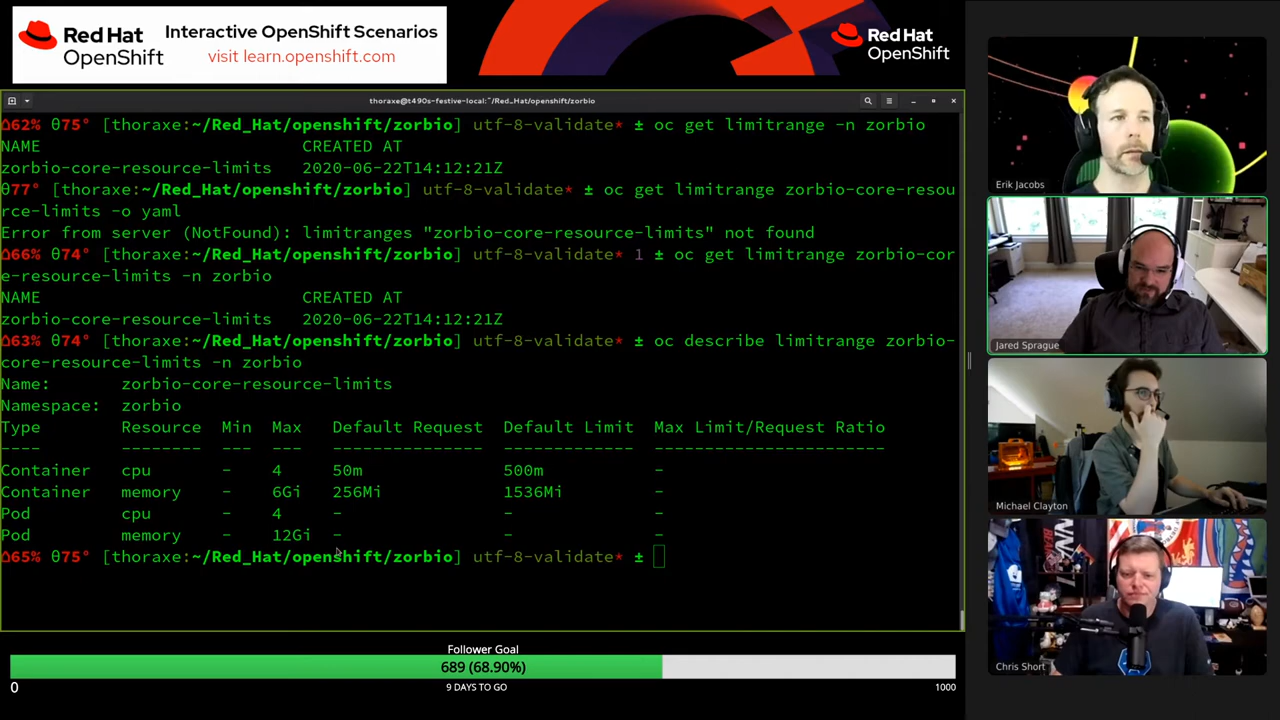 Red Hat
OpenShift
Interactive OpenShift Scenarios
visit learn.openshift.com
Red Hat
OpenShift
thoraxe@t490s-festive-local:~/Red_Hat/openshift/zorbio
Δ62% θ75° [thoraxe:~/Red_Hat/openshift/zorbio] utf-8-validate* ± oc get limitrange -n zorbio
NAME CREATED AT
zorbio-core-resource-limits 2020-06-22T14:12:21Z
θ77° [thoraxe:~/Red_Hat/openshift/zorbio] utf-8-validate* ± oc get limitrange zorbio-core-resou
rce-limits -o yaml
Error from server (NotFound): limitranges "zorbio-core-resource-limits" not found
Δ66% θ74° [thoraxe:~/Red_Hat/openshift/zorbio] utf-8-validate* 1 ± oc get limitrange zorbio-cor
e-resource-limits -n zorbio
NAME CREATED AT
zorbio-core-resource-limits 2020-06-22T14:12:21Z
Δ63% θ74° [thoraxe:~/Red_Hat/openshift/zorbio] utf-8-validate* ± oc describe limitrange zorbio-
core-resource-limits -n zorbio
Name: zorbio-core-resource-limits
Namespace: zorbio
Type Resource Min Max Default Request Default Limit Max Limit/Request Ratio
---- -------- --- --- --------------- ------------- -----------------------
Container cpu - 4 50m 500m -
Container memory - 6Gi 256Mi 1536Mi -
Pod cpu - 4 - - -
Pod memory - 12Gi - - -
Δ65% θ75° [thoraxe:~/Red_Hat/openshift/zorbio] utf-8-validate* ±
Erik Jacobs
Jared Sprague
Michael Clayton
Chris Short
Follower Goal
689 (68.90%)
0
9 DAYS TO GO
1000